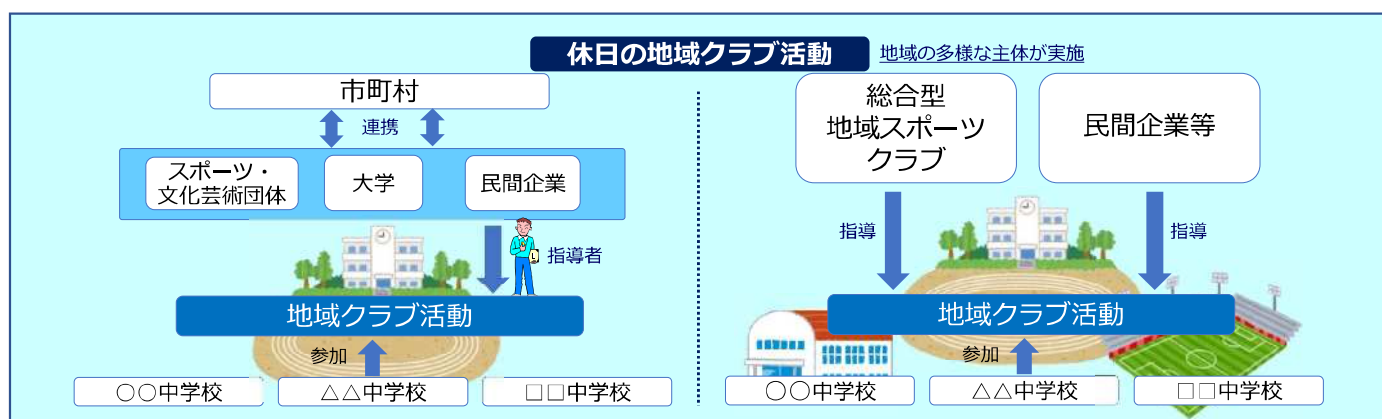 休日の地域クラブ活動
地域の多様な主体が実施
市町村
連携
スポーツ・
文化芸術団体
大学
民間企業
指導者
地域クラブ活動
参加
○○中学校
△△中学校
□□中学校
総合型
地域スポーツ
クラブ
民間企業等
指導
指導
地域クラブ活動
参加
○○中学校
△△中学校
□□中学校